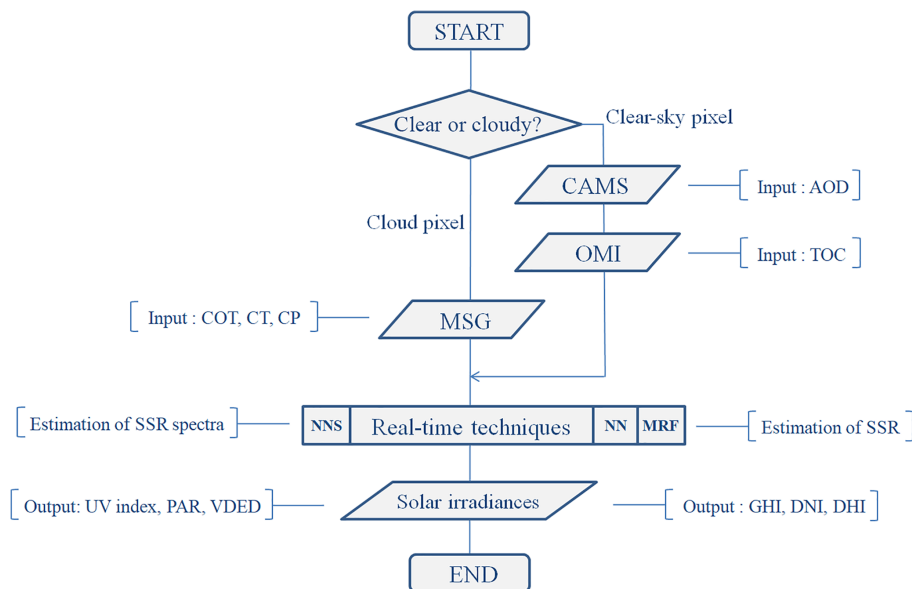 START
Clear or cloudy?
Clear-sky pixel
CAMS
Input : AOD
Cloud pixel
OMI
Input : TOC
Input : COT, CT, CP
MSG
Estimation of SSR spectra
NNS
Real-time techniques
NN
MRF
Estimation of SSR
Output: UV index, PAR, VDED
Solar irradiances
Output : GHI, DNI, DHI
END